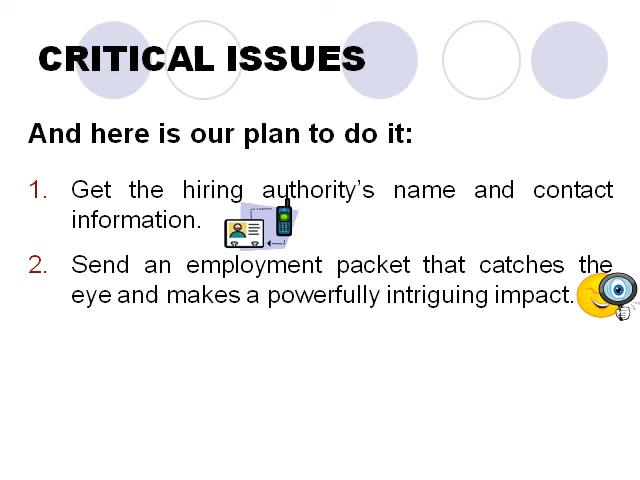 CRITICAL ISSUES
And here is our plan to do it:
1. Get the hiring authority’s name and contact
information.
2. Send an employment packet that catches the
eye and makes a powerfully intriguing impact.